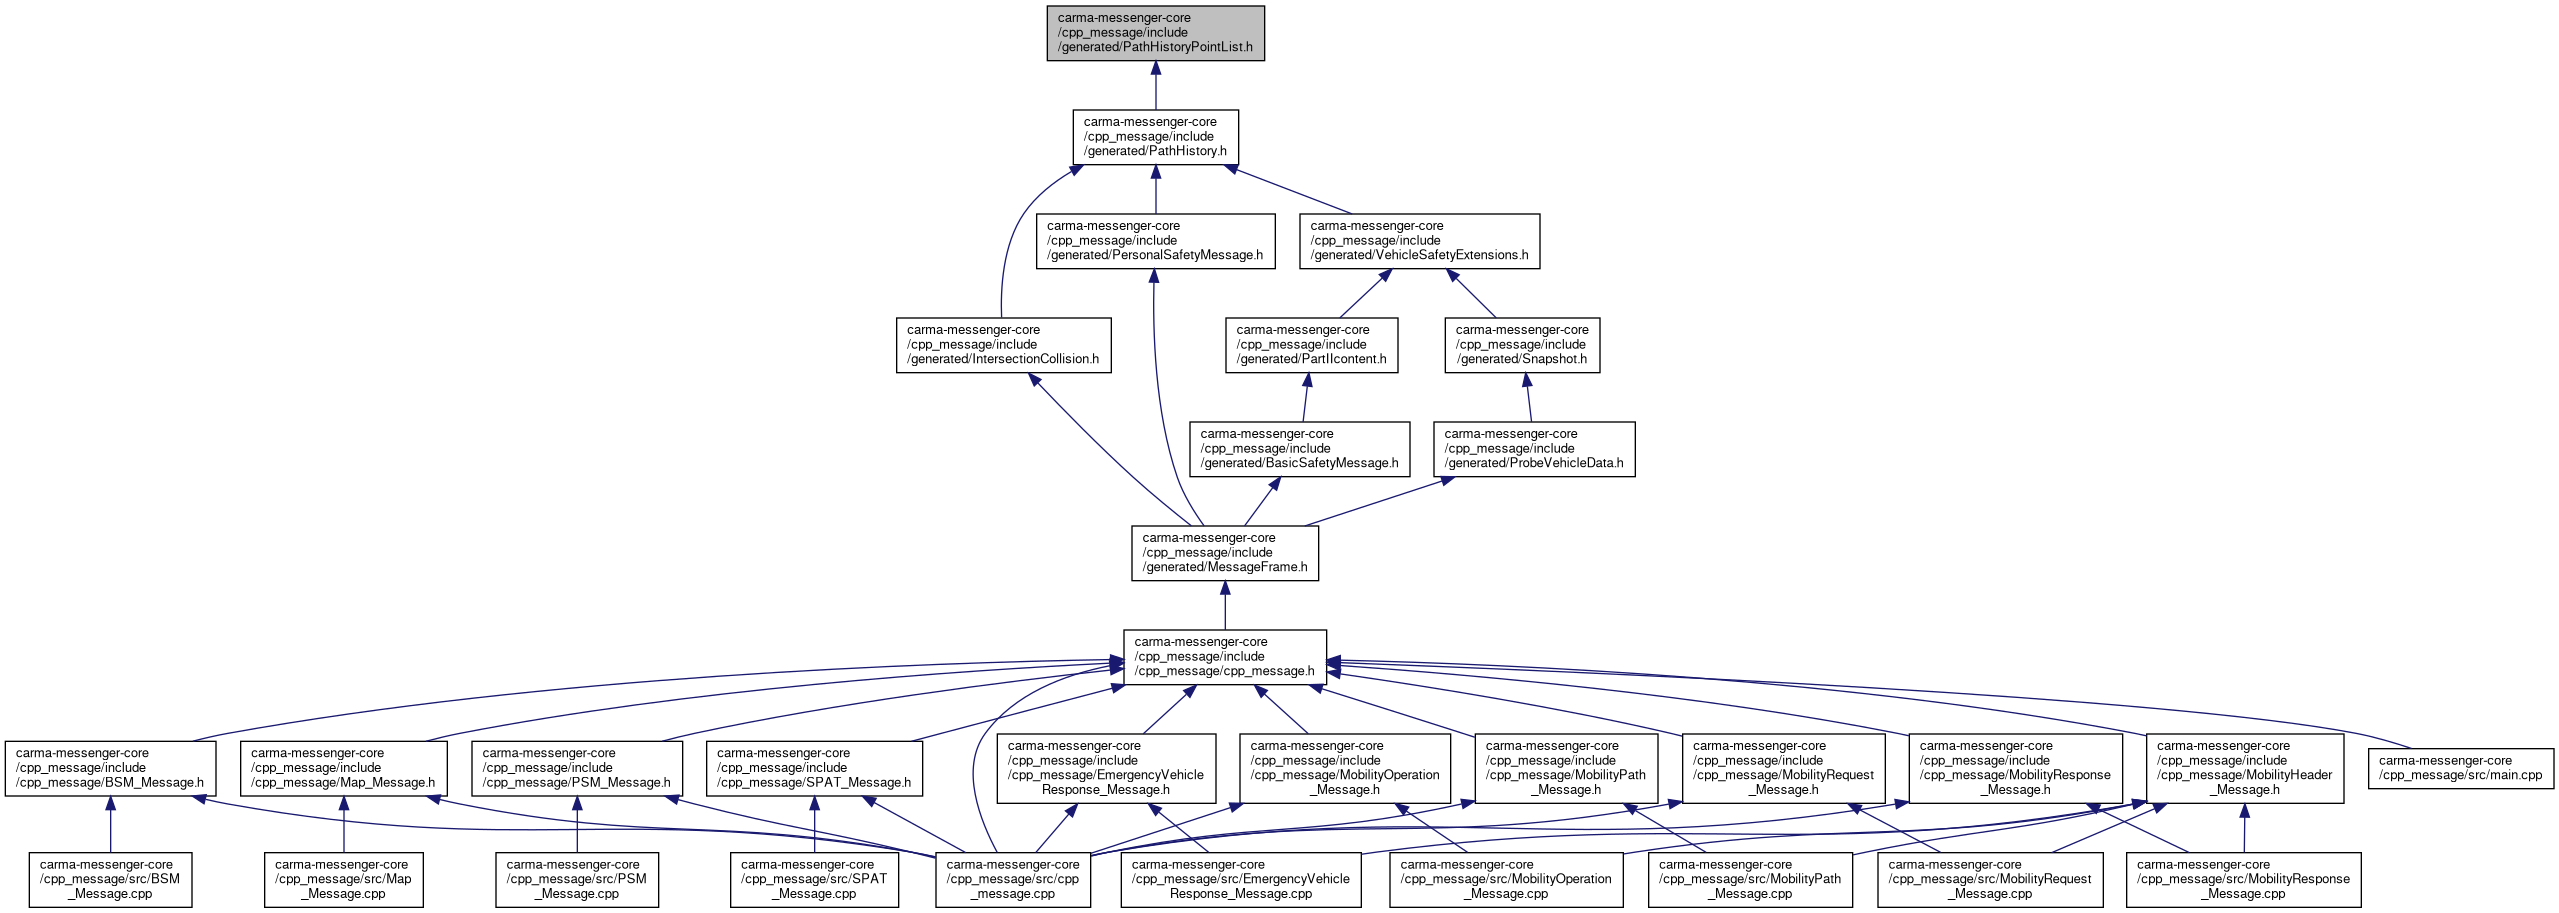 carma-messenger-core
/cpp_message/include
/generated/PathHistoryPointList.h
carma-messenger-core
/cpp_message/include
/generated/PathHistory.h
carma-messenger-core
/cpp_message/include
/generated/PersonalSafetyMessage.h
carma-messenger-core
/cpp_message/include
/generated/VehicleSafetyExtensions.h
carma-messenger-core
/cpp_message/include
/generated/IntersectionCollision.h
carma-messenger-core
/cpp_message/include
/generated/PartIIcontent.h
carma-messenger-core
/cpp_message/include
/generated/Snapshot.h
carma-messenger-core
/cpp_message/include
/generated/BasicSafetyMessage.h
carma-messenger-core
/cpp_message/include
/generated/ProbeVehicleData.h
carma-messenger-core
/cpp_message/include
/generated/MessageFrame.h
carma-messenger-core
/cpp_message/include
/cpp_message/cpp_message.h
carma-messenger-core
/cpp_message/include
/cpp_message/BSM_Message.h
carma-messenger-core
/cpp_message/include
/cpp_message/Map_Message.h
carma-messenger-core
/cpp_message/include
/cpp_message/PSM_Message.h
carma-messenger-core
/cpp_message/include
/cpp_message/SPAT_Message.h
carma-messenger-core
/cpp_message/include
/cpp_message/EmergencyVehicle
Response_Message.h
carma-messenger-core
/cpp_message/include
/cpp_message/MobilityOperation
_Message.h
carma-messenger-core
/cpp_message/include
/cpp_message/MobilityPath
_Message.h
carma-messenger-core
/cpp_message/include
/cpp_message/MobilityRequest
_Message.h
carma-messenger-core
/cpp_message/include
/cpp_message/MobilityResponse
_Message.h
carma-messenger-core
/cpp_message/include
/cpp_message/MobilityHeader
_Message.h
carma-messenger-core
/cpp_message/src/main.cpp
carma-messenger-core
/cpp_message/src/BSM
_Message.cpp
carma-messenger-core
/cpp_message/src/Map
_Message.cpp
carma-messenger-core
/cpp_message/src/PSM
_Message.cpp
carma-messenger-core
/cpp_message/src/SPAT
_Message.cpp
carma-messenger-core
/cpp_message/src/cpp
_message.cpp
carma-messenger-core
/cpp_message/src/EmergencyVehicle
Response_Message.cpp
carma-messenger-core
/cpp_message/src/MobilityOperation
_Message.cpp
carma-messenger-core
/cpp_message/src/MobilityPath
_Message.cpp
carma-messenger-core
/cpp_message/src/MobilityRequest
_Message.cpp
carma-messenger-core
/cpp_message/src/MobilityResponse
_Message.cpp